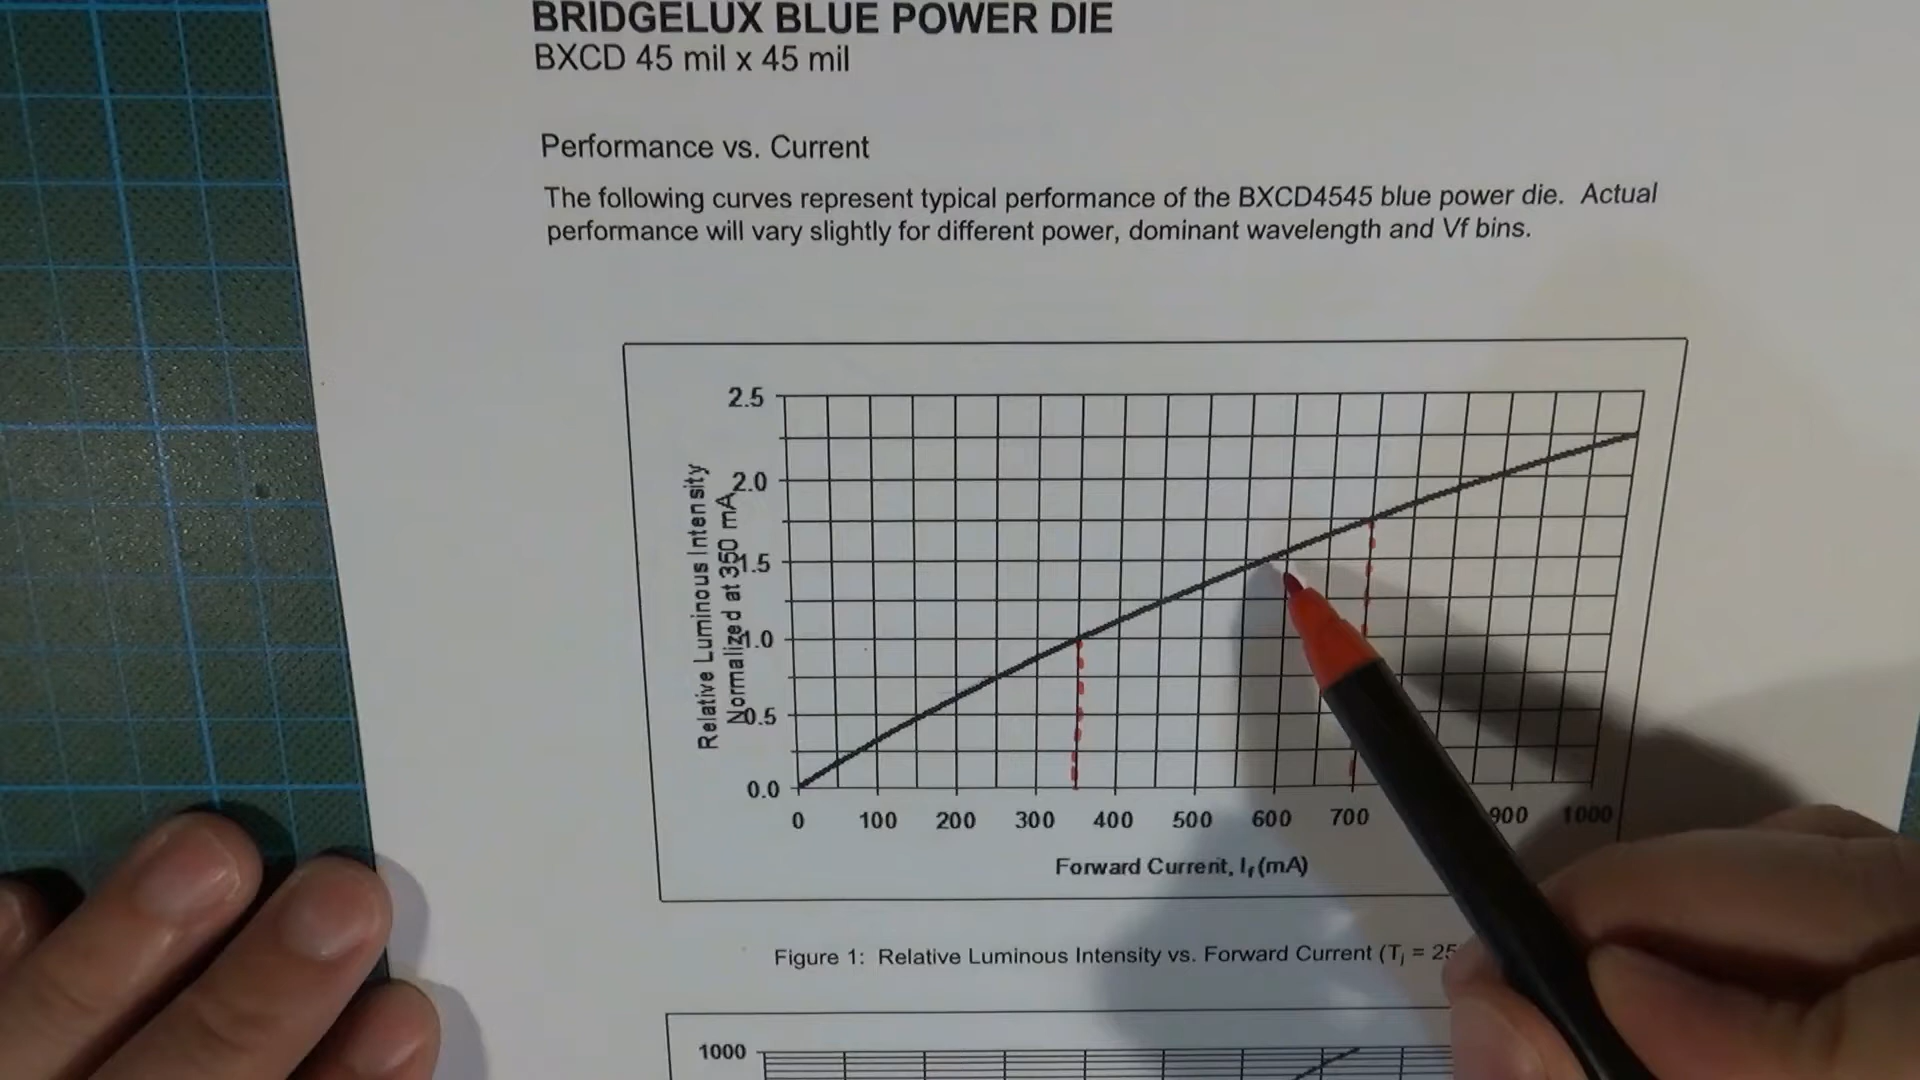 BRIDGELUX BLUE POWER DIE
BXCD 45 mil x 45 mil
Performance vs. Current
The following curves represent typical performance of the BXCD4545 blue power die. Actual
performance will vary slightly for different power, dominant wavelength and Vf bins.
Relative Luminous Intensity
Normalized at 350 mA
2.5
2.0
1.5
1.0
0.5
0.0
0 100 200 300 400 500 600 700 900 1000
Forward Current, If (mA)
Figure 1: Relative Luminous Intensity vs. Forward Current (Tj = 25
1000